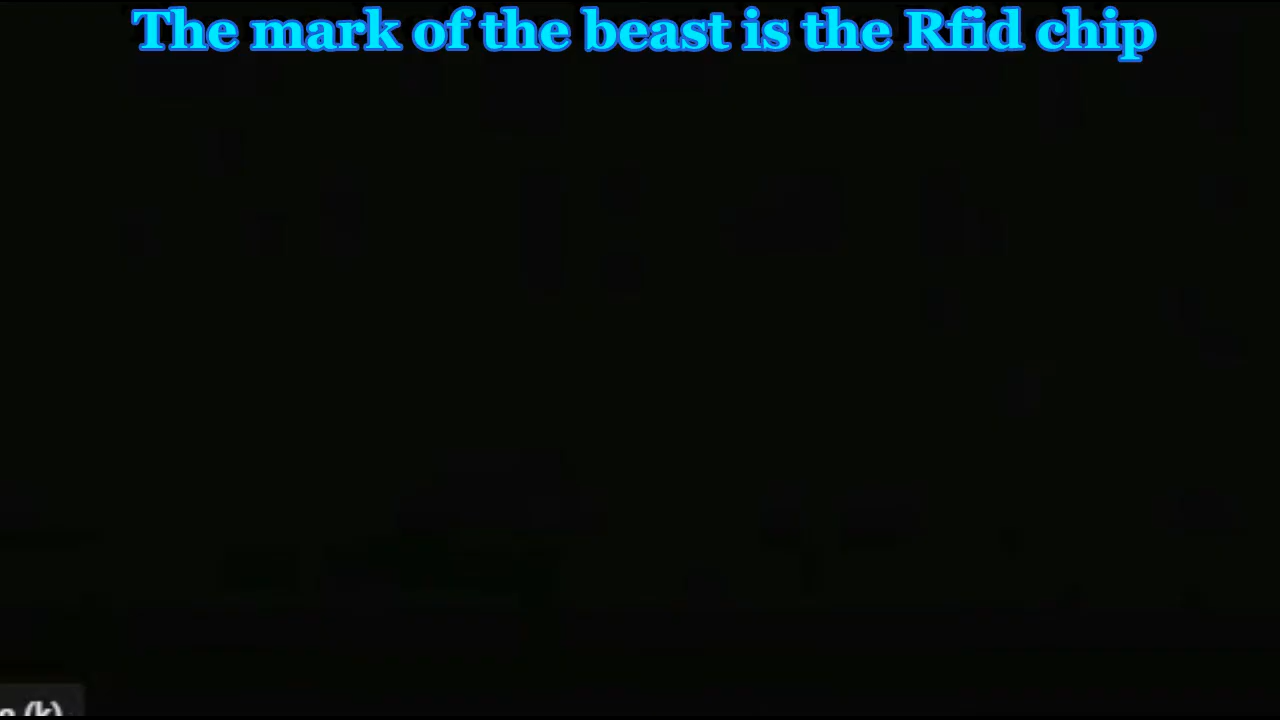 The mark of the beast is the Rfid chip
(k)